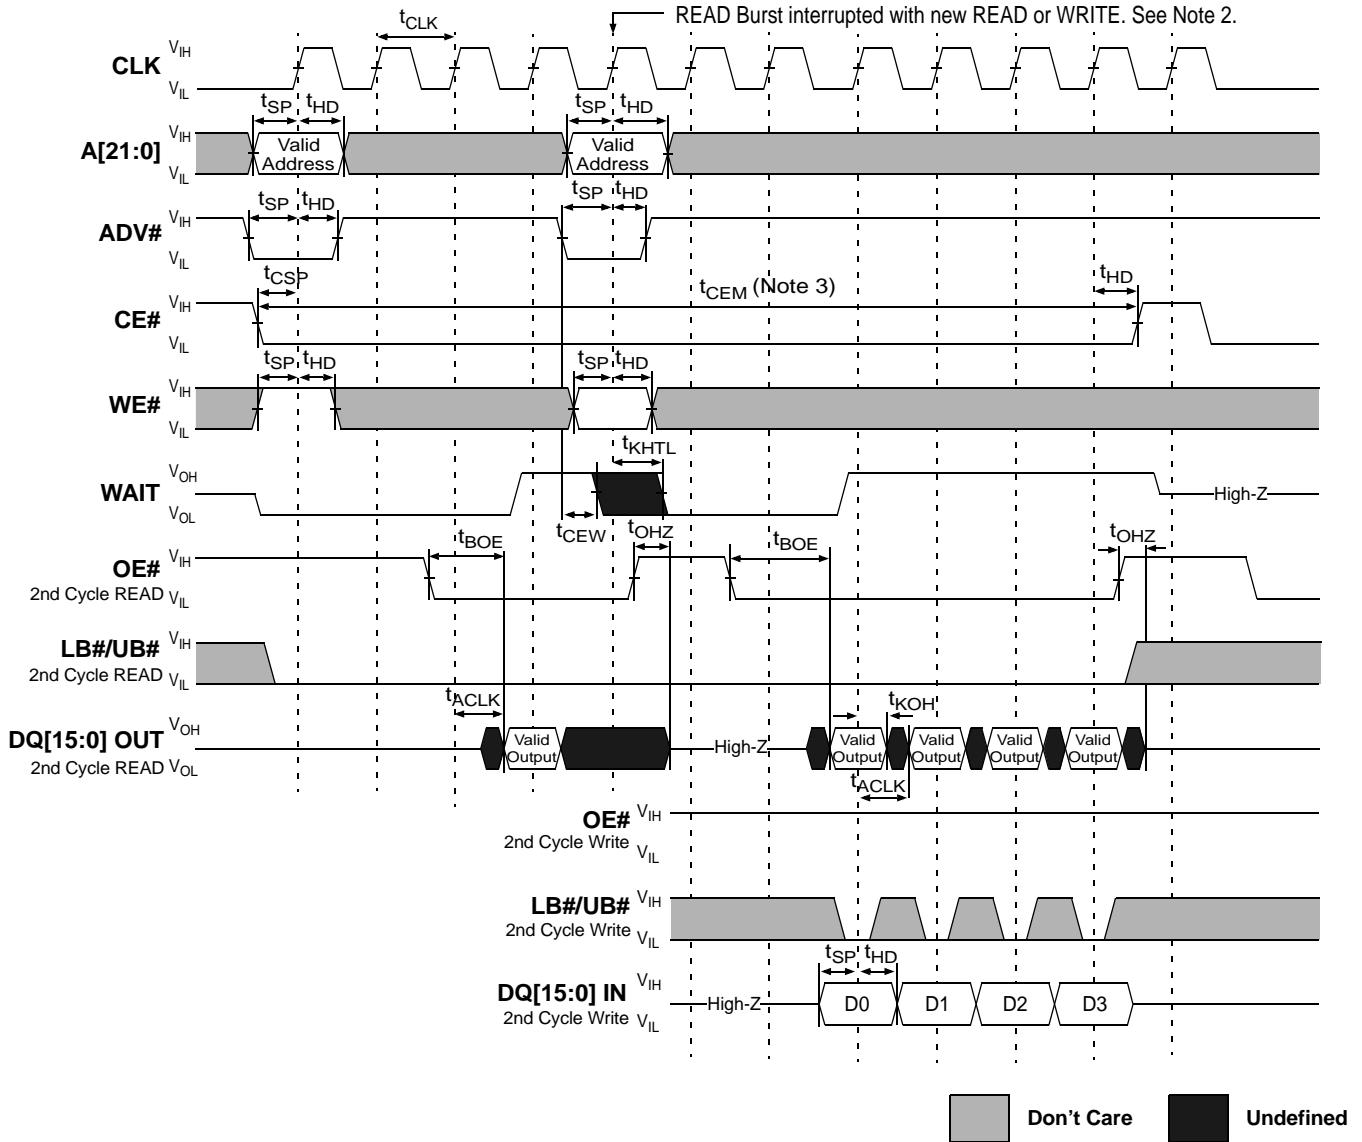 READ Burst interrupted with new READ or WRITE. See Note 2.
tCLK
CLK
VIH
VIL
tSP
tHD
tSP
tHD
A[21:0]
VIH
VIL
Valid
Address
Valid
Address
tSP
tHD
tSP
tHD
ADV#
VIH
VIL
tCSP
tCEM (Note 3)
tHD
CE#
VIH
VIL
tSP
tHD
tSP
tHD
WE#
VIH
VIL
tKHTL
WAIT
VOH
VOL
High-Z
tCEW
tOHZ
tBOE
tBOE
tOHZ
OE#
2nd Cycle READ
VIH
VIL
LB#/UB#
2nd Cycle READ
VIH
VIL
tACLK
tKOH
DQ[15:0] OUT
2nd Cycle READ
VOH
VOL
Valid
Output
High-Z
Valid
Output
Valid
Output
Valid
Output
Valid
Output
tACLK
OE#
2nd Cycle Write
VIH
VIL
LB#/UB#
2nd Cycle Write
VIH
VIL
tSP
tHD
DQ[15:0] IN
2nd Cycle Write
VIH
VIL
High-Z
D0
D1
D2
D3
Don't Care
Undefined